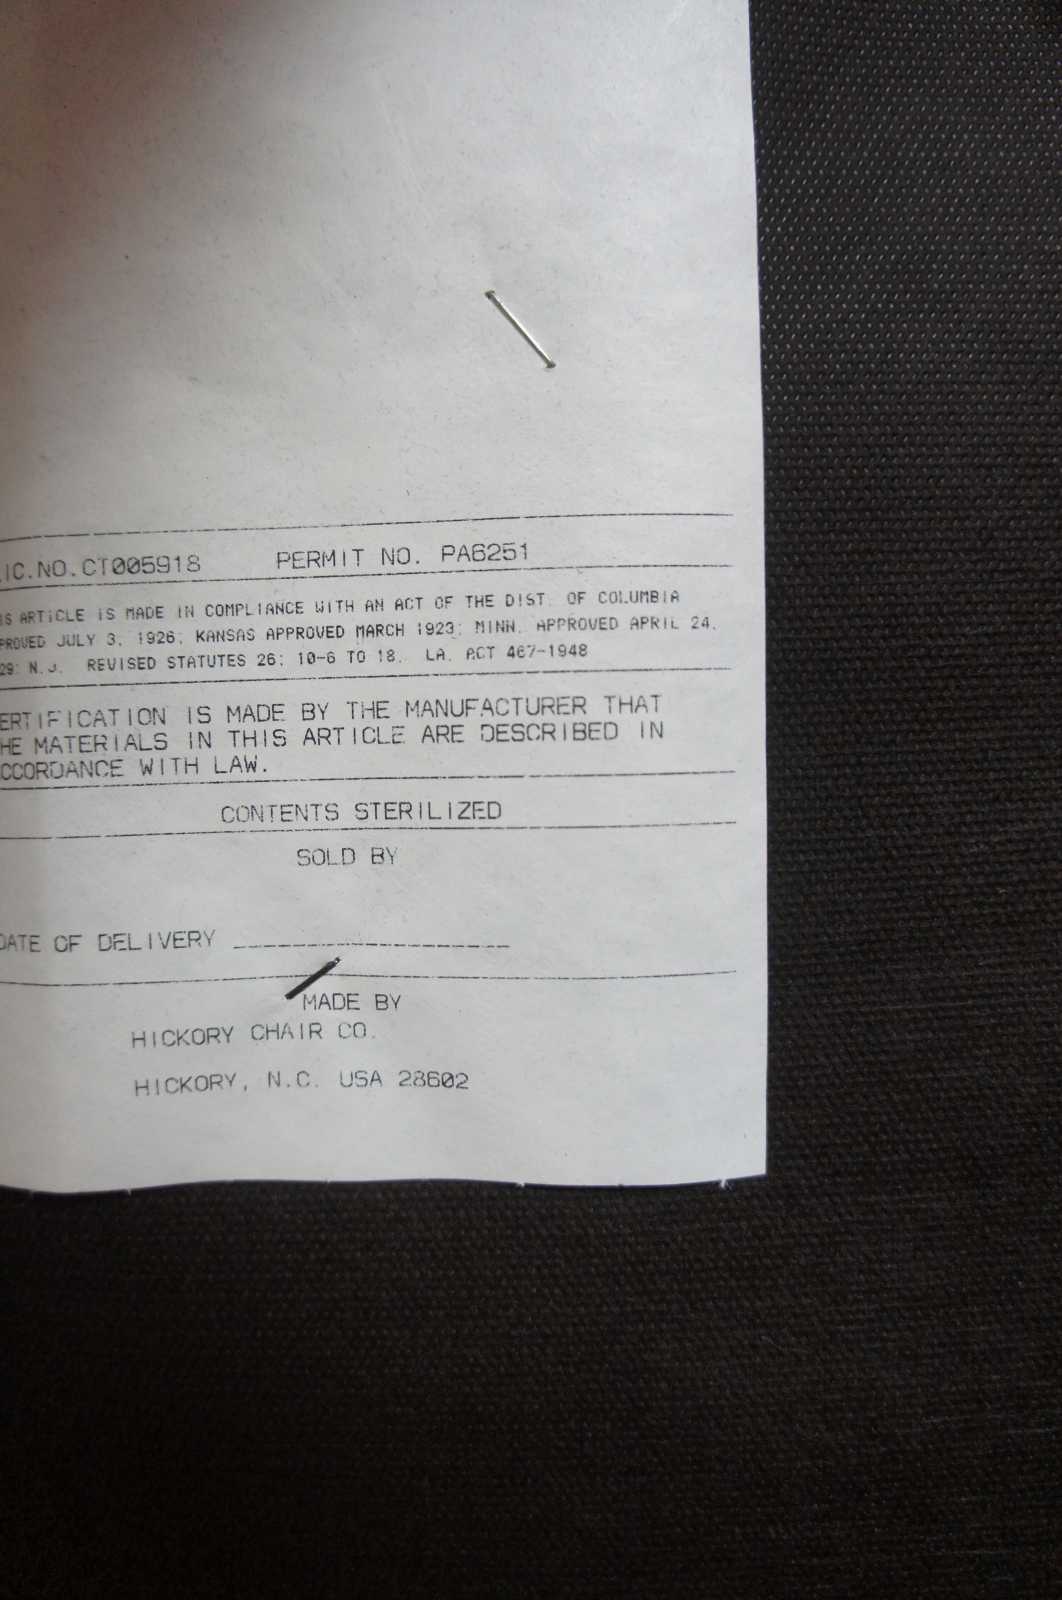 IC.NO.CT005918 PERMIT NO. PA6251
IS ARTICLE IS MADE IN COMPLIANCE WITH AN ACT OF THE DIST. OF COLUMBIA
PROVED JULY 3, 1926; KANSAS APPROVED MARCH 1923; MINN. APPROVED APRIL 24,
29; N.J. REVISED STATUTES 26: 10-6 TO 18. LA. ACT 467-1948
ERTIFICATION IS MADE BY THE MANUFACTURER THAT
HE MATERIALS IN THIS ARTICLE ARE DESCRIBED IN
CCORDANCE WITH LAW.
CONTENTS STERILIZED
SOLD BY
DATE OF DELIVERY
MADE BY
HICKORY CHAIR CO.
HICKORY, N.C. USA 28602